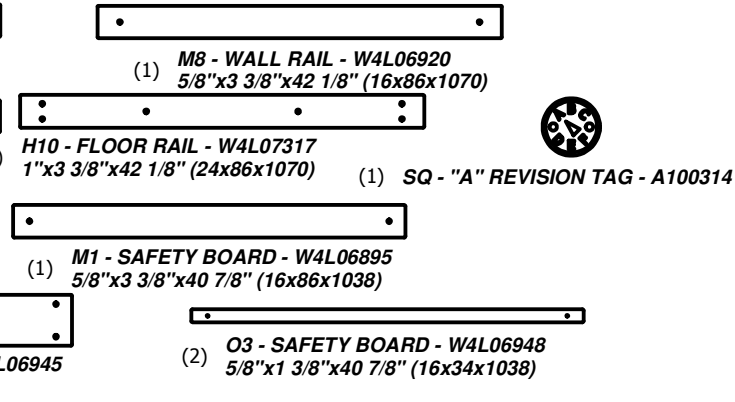 (1) M8 - WALL RAIL - W4L06920
5/8"x3 3/8"x42 1/8" (16x86x1070)
H10 - FLOOR RAIL - W4L07317
1"x3 3/8"x42 1/8" (24x86x1070)
(1) SQ - "A" REVISION TAG - A100314
(1) M1 - SAFETY BOARD - W4L06895
5/8"x3 3/8"x40 7/8" (16x86x1038)
L06945
(2) O3 - SAFETY BOARD - W4L06948
5/8"x1 3/8"x40 7/8" (16x34x1038)